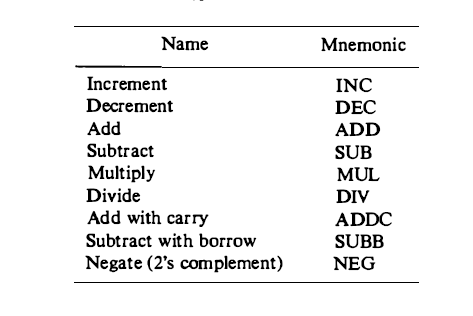 Name Mnemonic
Increment INC
Decrement DEC
Add ADD
Subtract SUB
Multiply MUL
Divide DIV
Add with carry ADDC
Subtract with borrow SUBB
Negate (2's complement) NEG